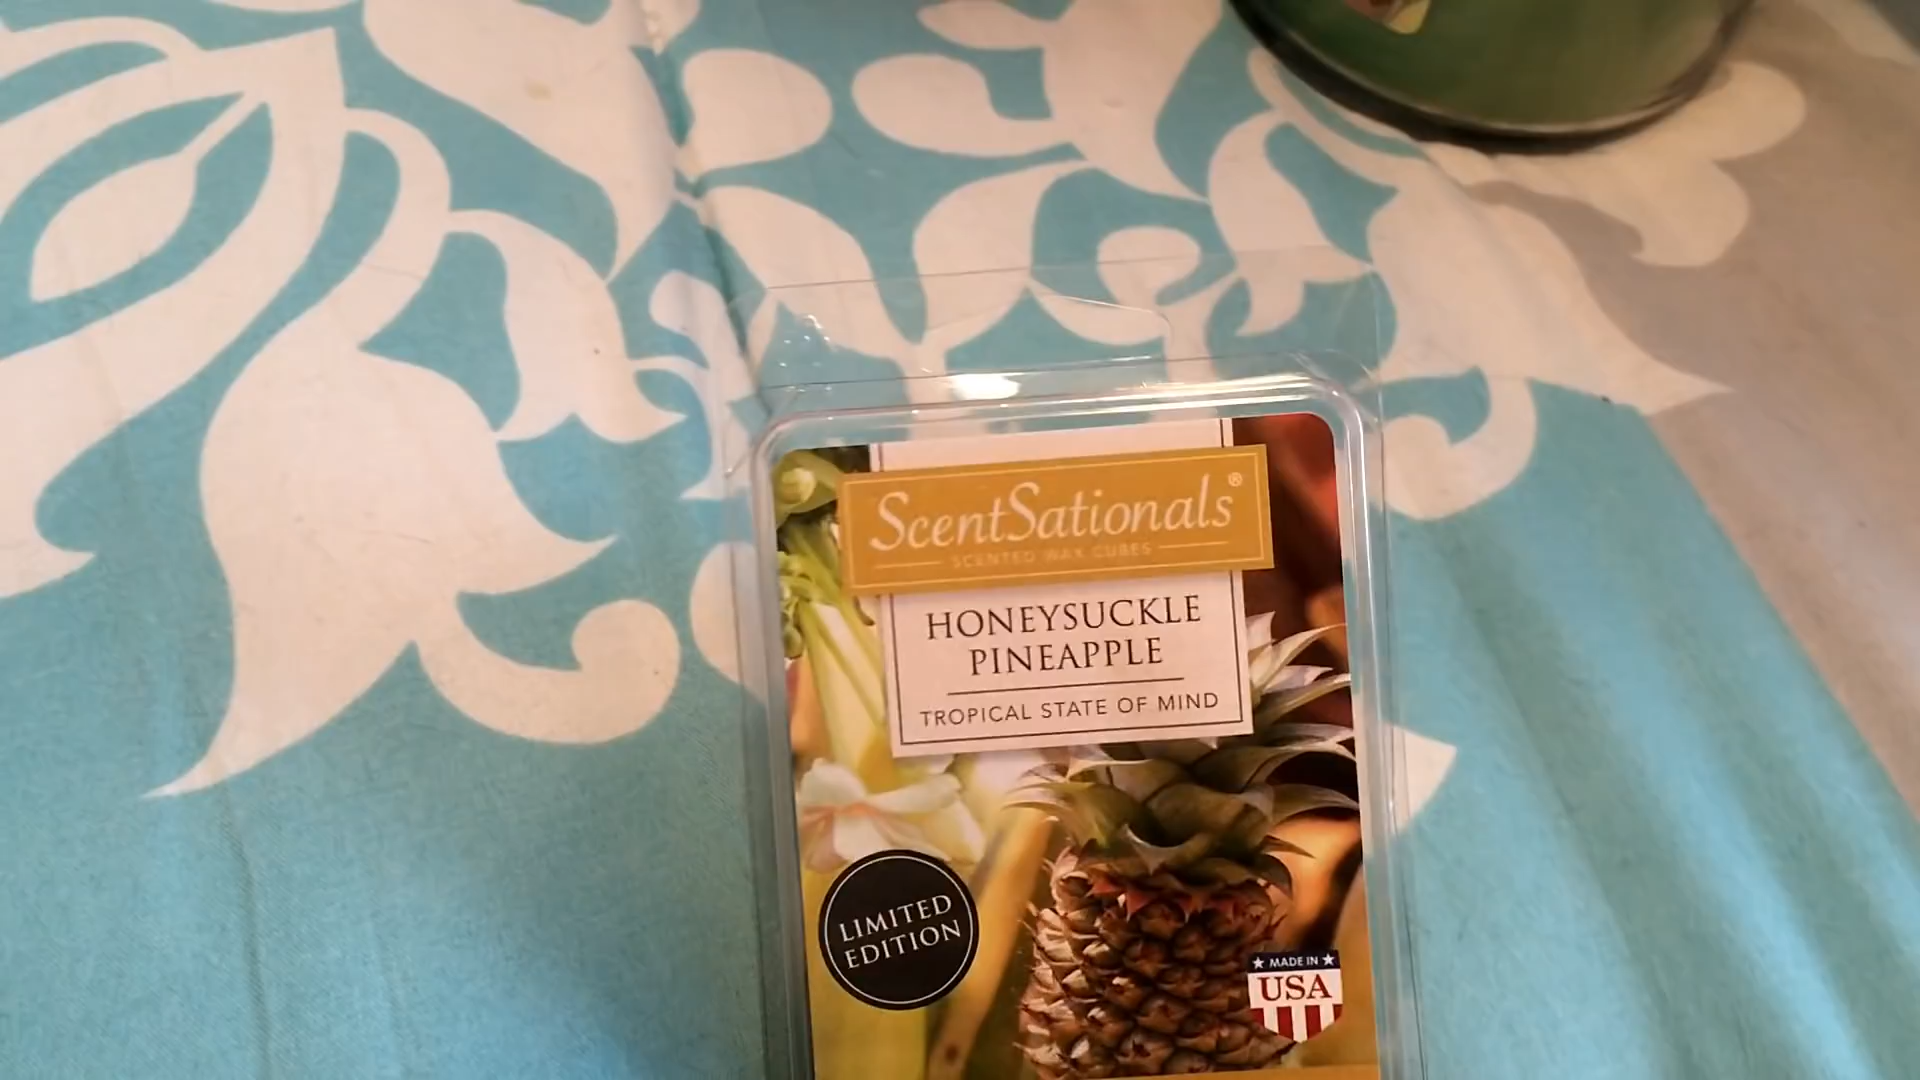 ScentSationals®
SCENTED WAX CUBES
HONEYSUCKLE
PINEAPPLE
TROPICAL STATE OF MIND
LIMITED
EDITION
★ MADE IN ★
USA